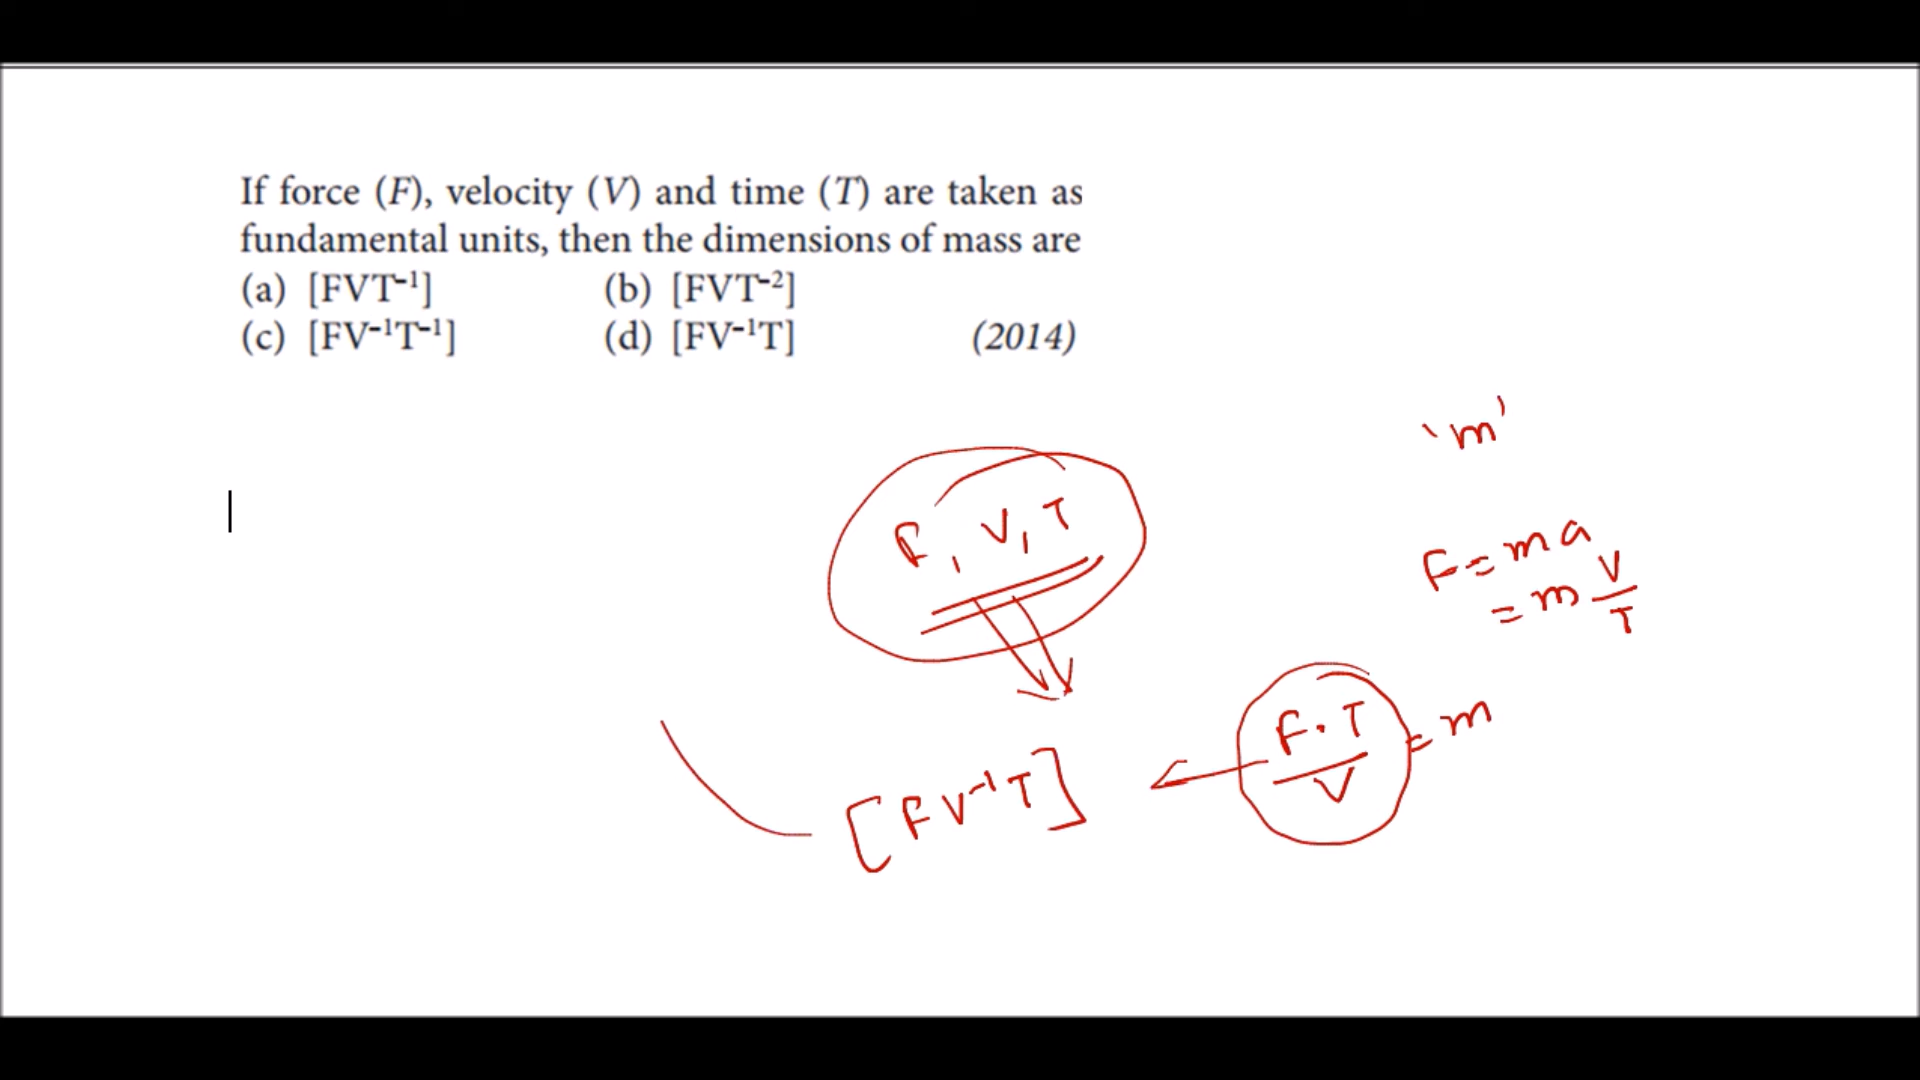 If force (F), velocity (V) and time (T) are taken as
fundamental units, then the dimensions of mass are
(a) [FVT⁻¹] (b) [FVT⁻²]
(c) [FV⁻¹T⁻¹] (d) [FV⁻¹T] (2014)
'm'
F, V, T
F = ma
= m V/T
F·T/V = m
[FV⁻¹T]